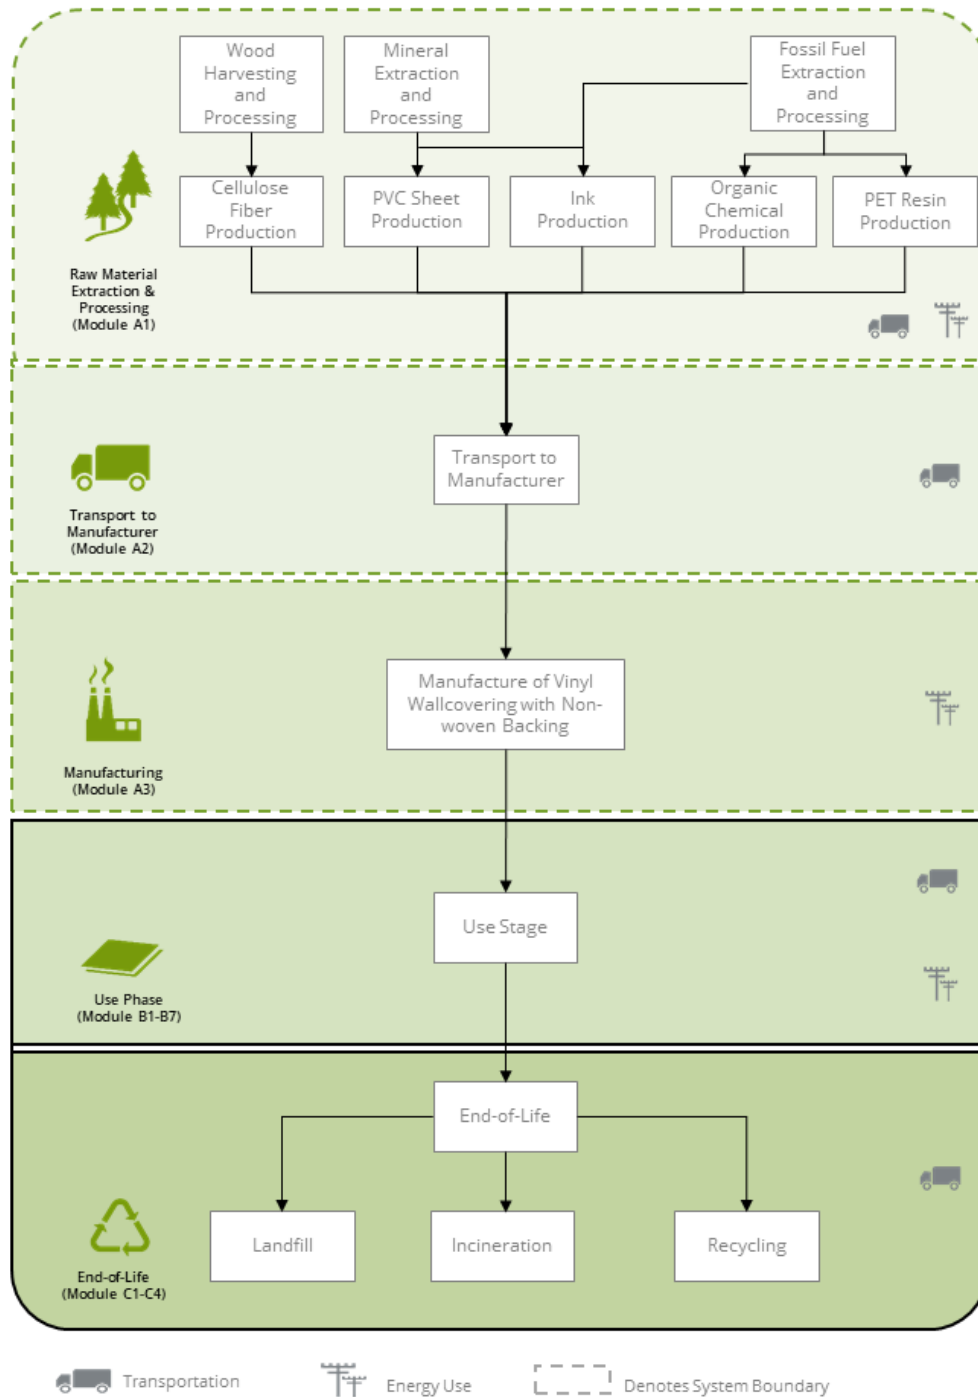 Wood
Harvesting
and
Processing
Mineral
Extraction
and
Processing
Fossil Fuel
Extraction
and
Processing
Cellulose
Fiber
Production
PVC Sheet
Production
Ink
Production
Organic
Chemical
Production
PET Resin
Production
Raw Material
Extraction &
Processing
(Module A1)
Transport to
Manufacturer
Transport to
Manufacturer
(Module A2)
Manufacture of Vinyl
Wallcovering with Non-
woven Backing
Manufacturing
(Module A3)
Use Stage
Use Phase
(Module B1-B7)
End-of-Life
Landfill
Incineration
Recycling
End-of-Life
(Module C1-C4)
Transportation
Energy Use
Denotes System Boundary